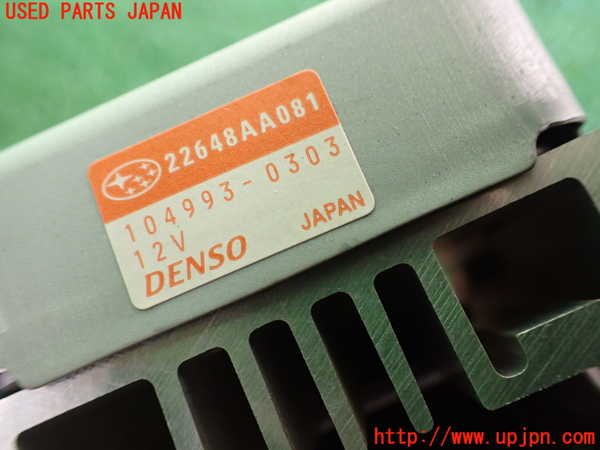 USED PARTS JAPAN
22648AA081
104993-0303
12V
DENSO JAPAN
http://www.upjpn.com/